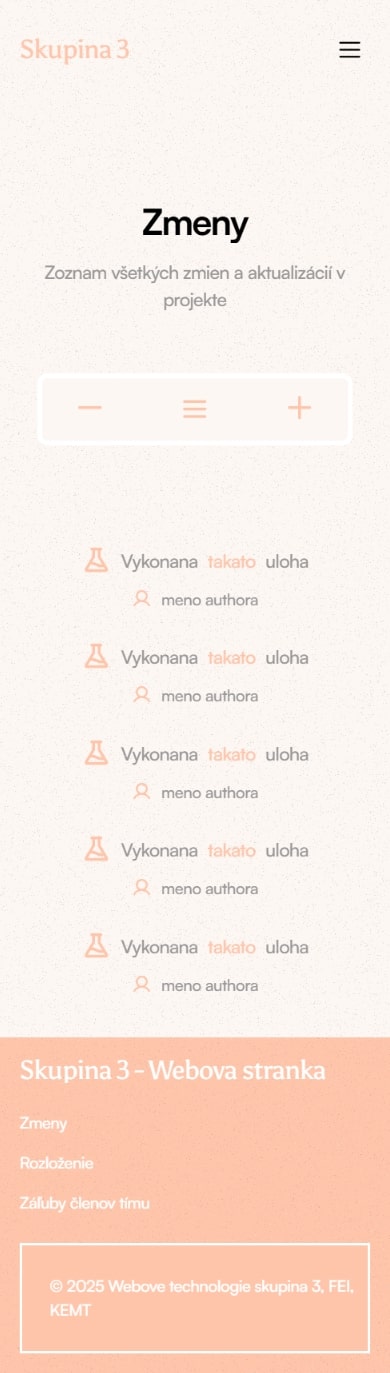 Skupina 3
Zmeny
Zoznam všetkých zmien a aktualizácií v
projekte
Vykonana takato uloha
meno authora
Vykonana takato uloha
meno authora
Vykonana takato uloha
meno authora
Vykonana takato uloha
meno authora
Vykonana takato uloha
meno authora
Skupina 3 - Webova stranka
Zmeny
Rozloženie
Záľuby členov tímu
© 2025 Webove technologie skupina 3, FEI,
KEMT